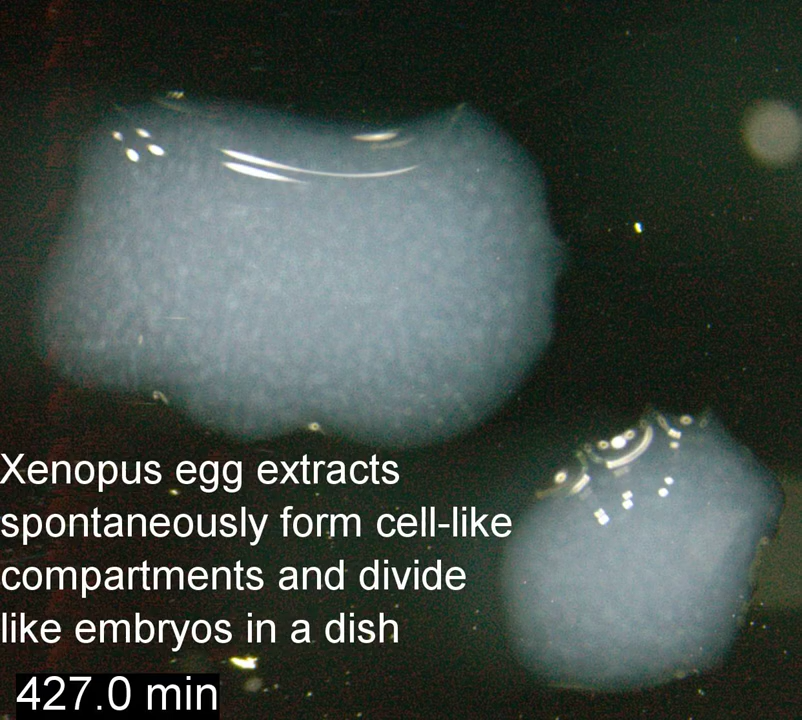 Xenopus egg extracts
spontaneously form cell-like
compartments and divide
like embryos in a dish
427.0 min